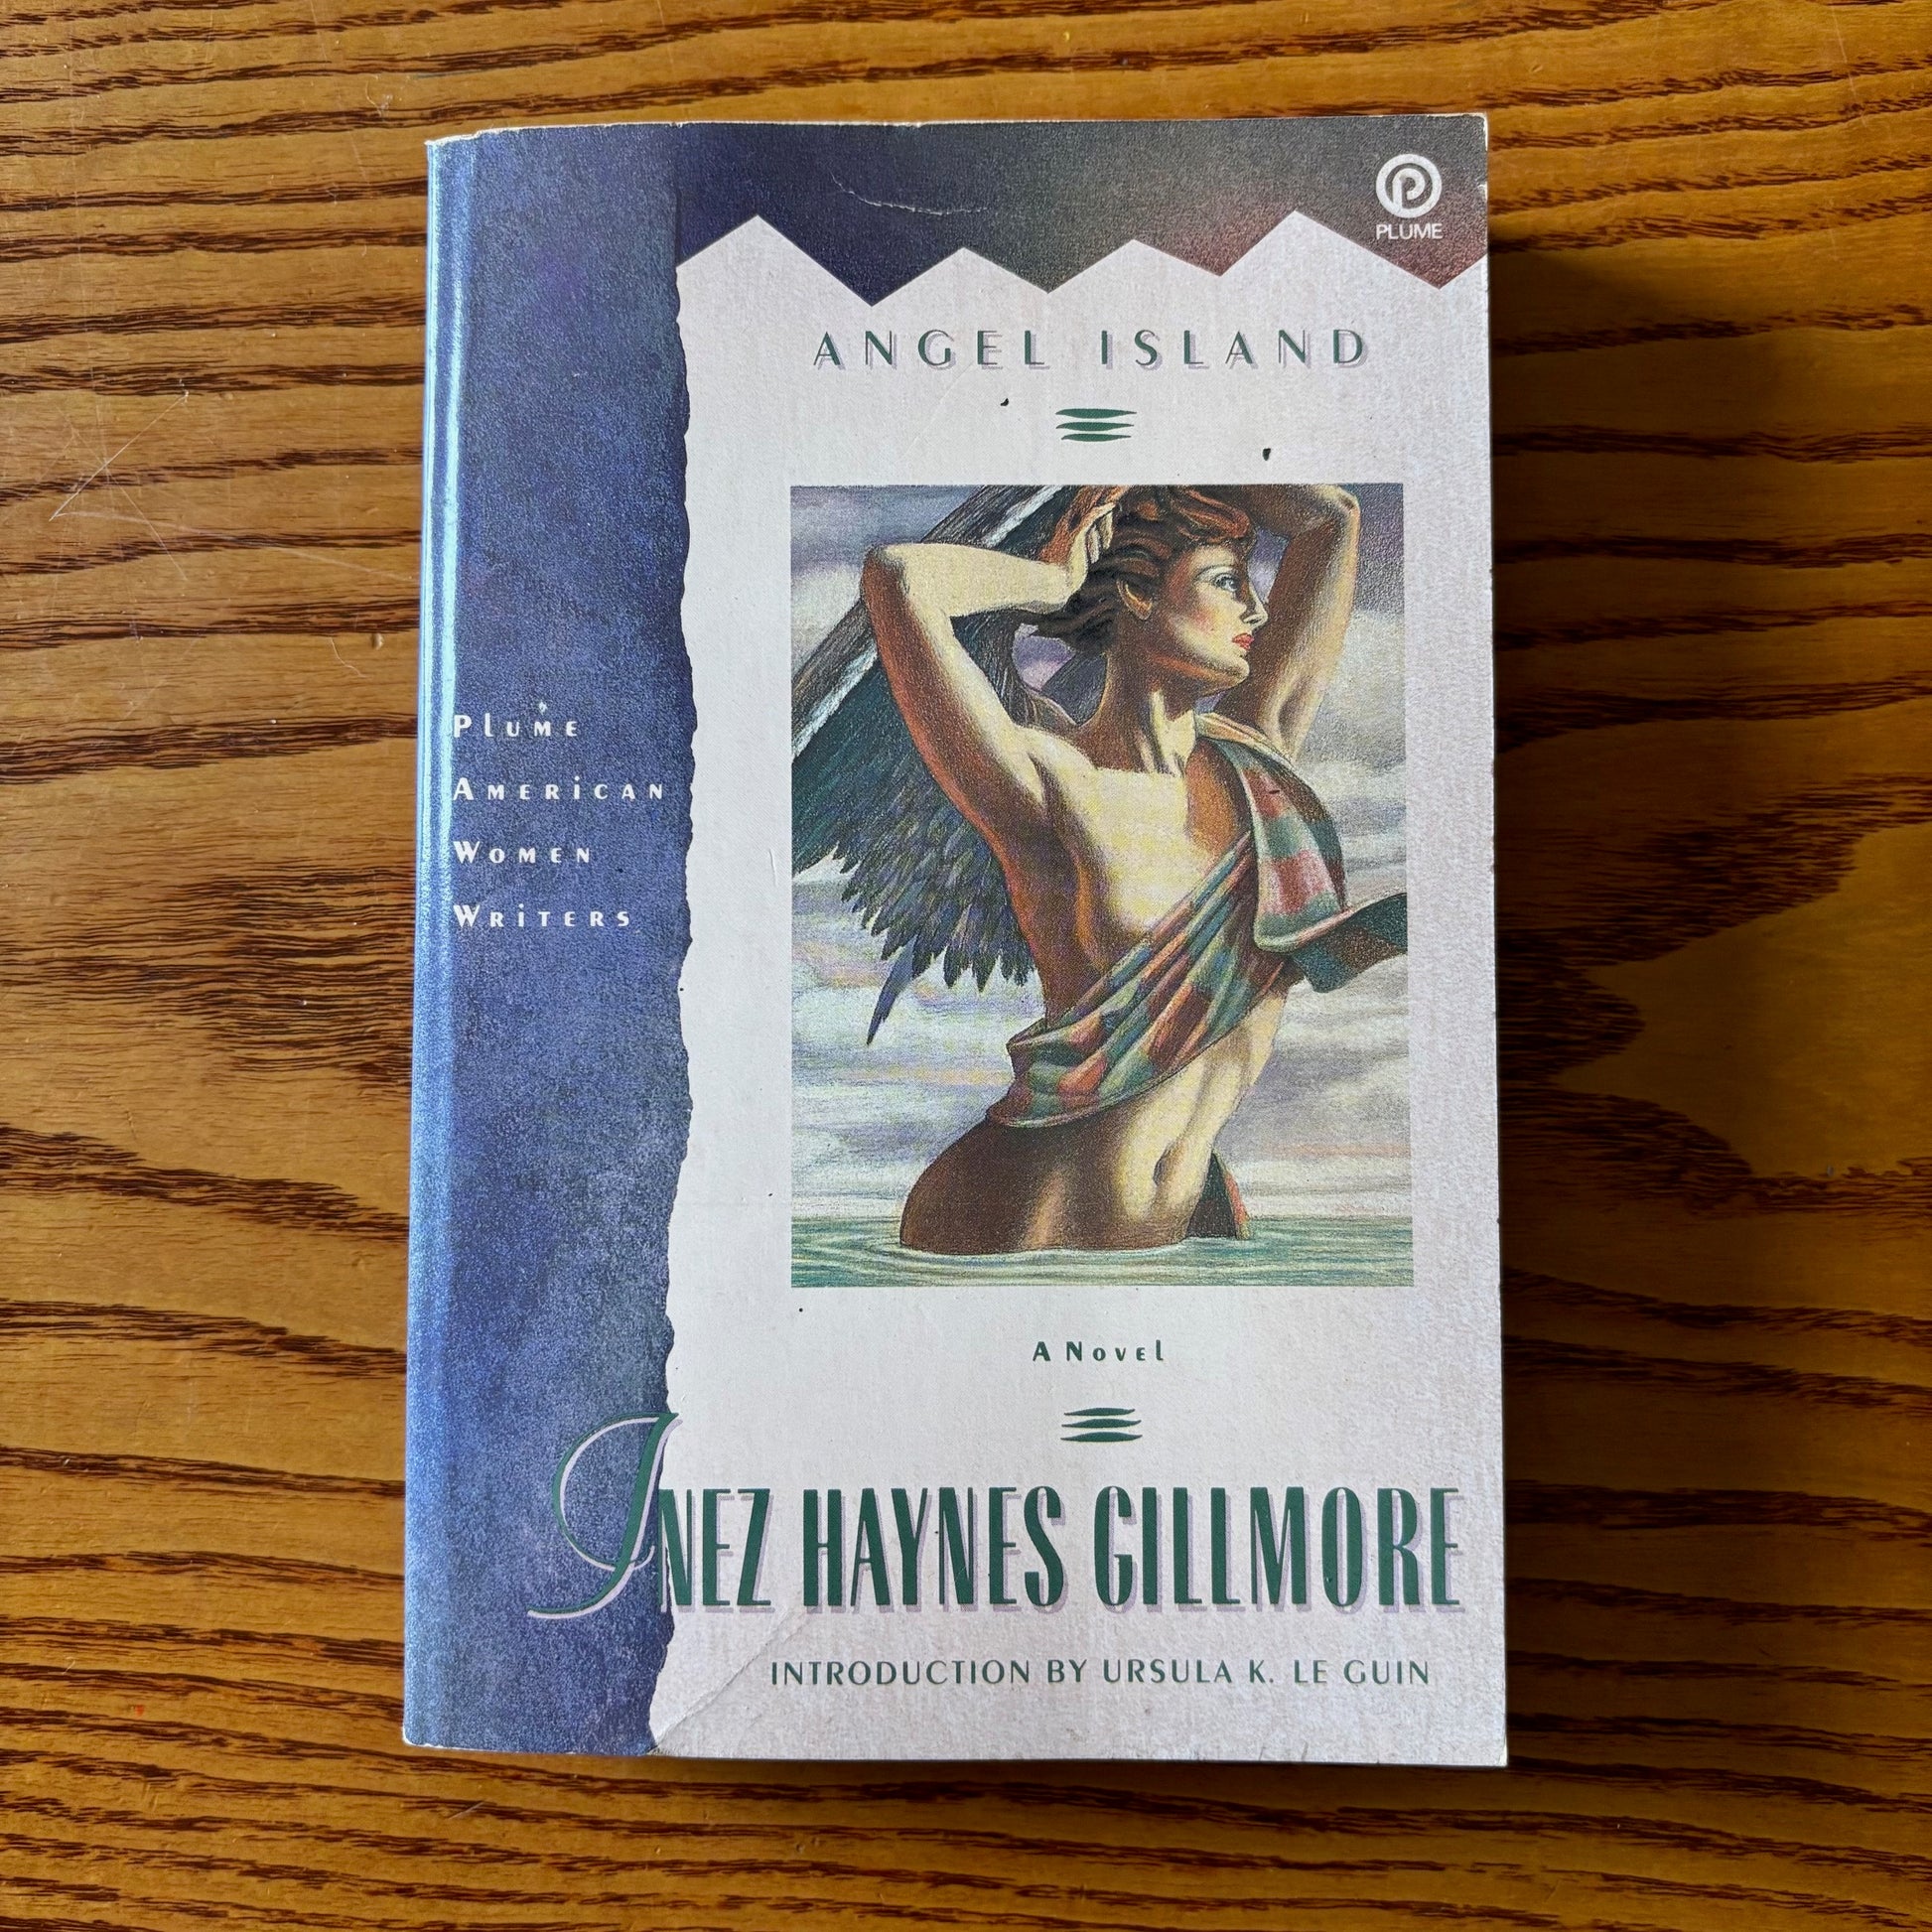 PLUME
ANGEL ISLAND
PLUME
AMERICAN
WOMEN
WRITERS
A NOVEL
INEZ HAYNES GILLMORE
INTRODUCTION BY URSULA K. LE GUIN